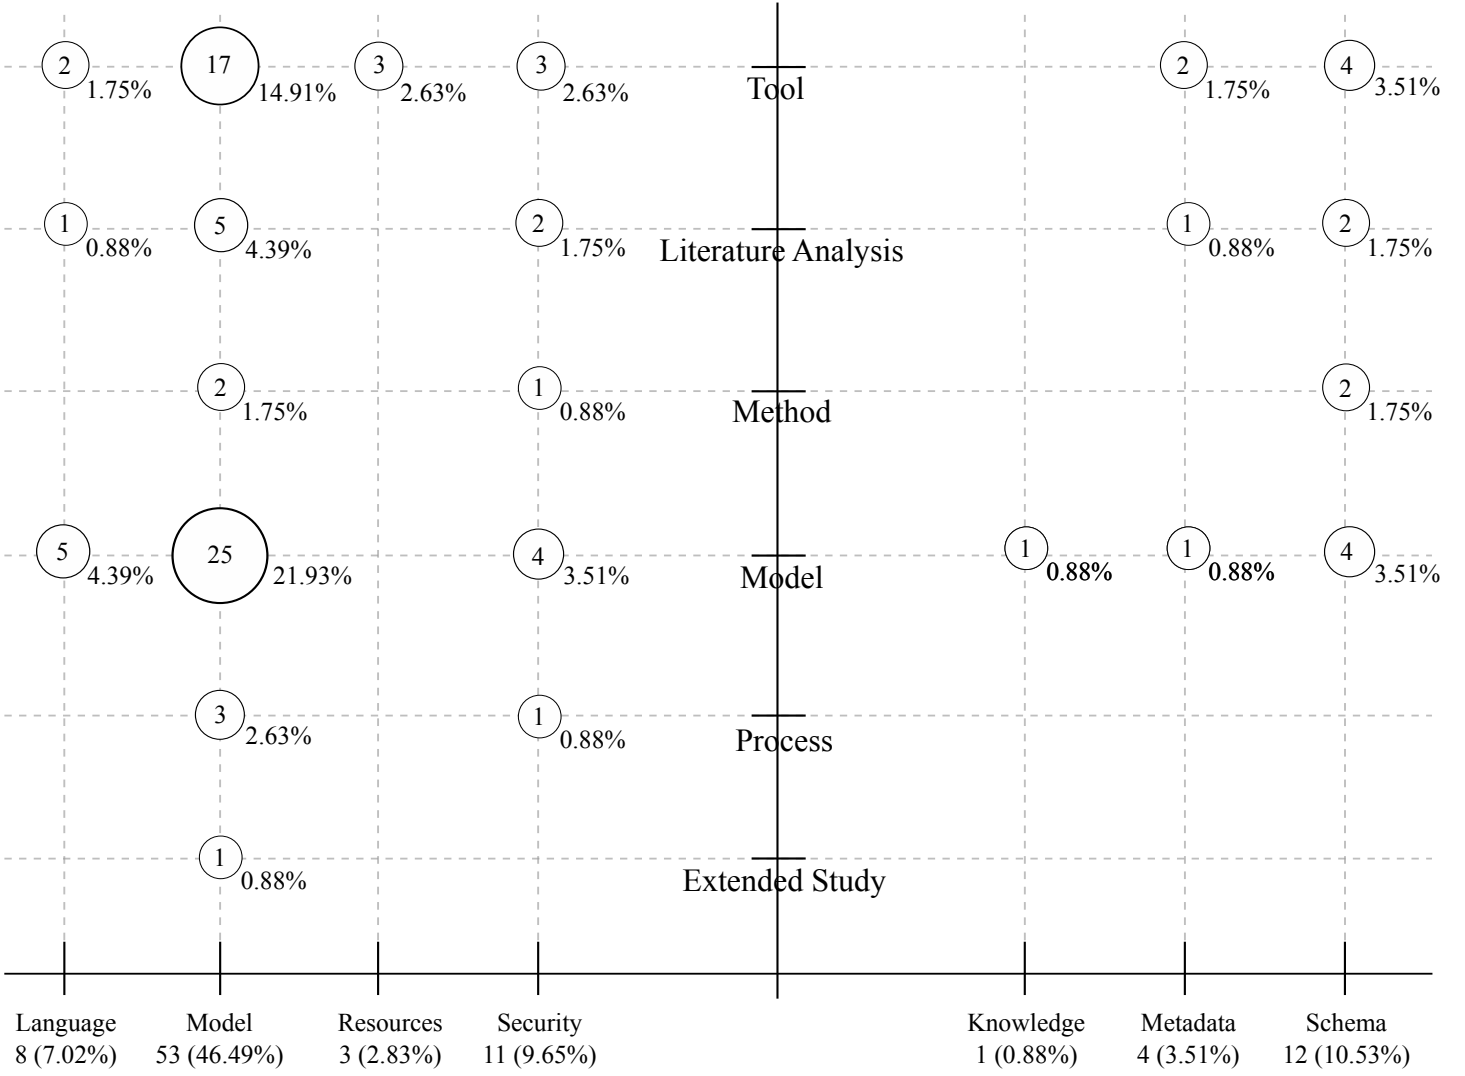 2 17 3 3 2 4
1.75% 14.91% 2.63% 2.63% Tool 1.75% 3.51%
1 5 2 1 2
0.88% 4.39% 1.75% Literature Analysis 0.88% 1.75%
2 1 2
1.75% 0.88% Method 1.75%
5 25 4 1 1 4
4.39% 21.93% 3.51% Model 0.88% 0.88% 3.51%
3 1
2.63% 0.88% Process
1
0.88% Extended Study
Language Model Resources Security Knowledge Metadata Schema
8 (7.02%) 53 (46.49%) 3 (2.83%) 11 (9.65%) 1 (0.88%) 4 (3.51%) 12 (10.53%)